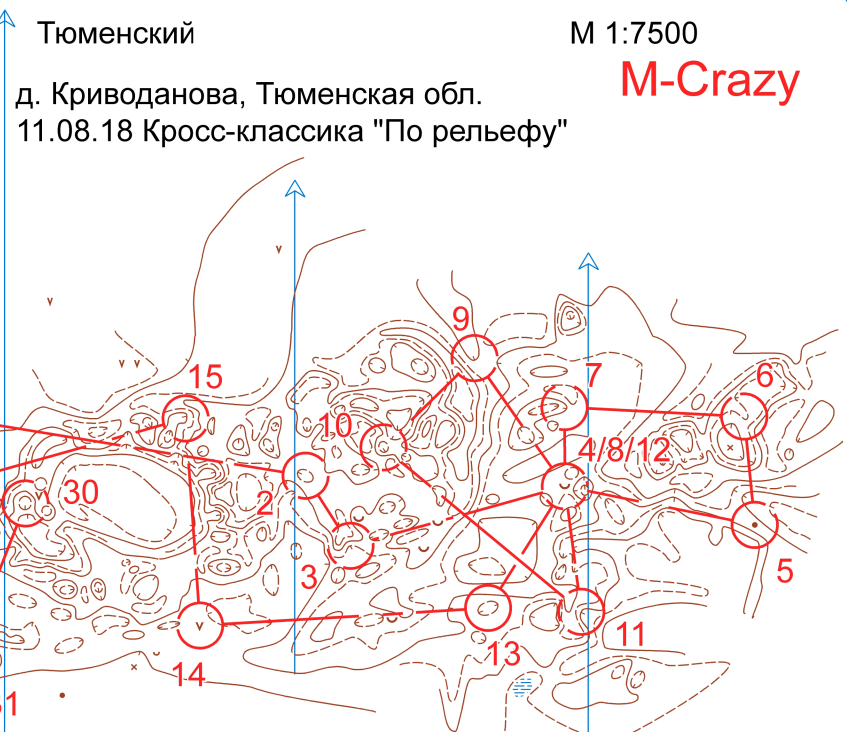 Тюменский
М 1:7500
M-Crazy
д. Криводанова, Тюменская обл.
11.08.18 Кросс-классика "По рельефу"
9
7
6
15
10
4/8/12
30
2
3
5
11
13
14